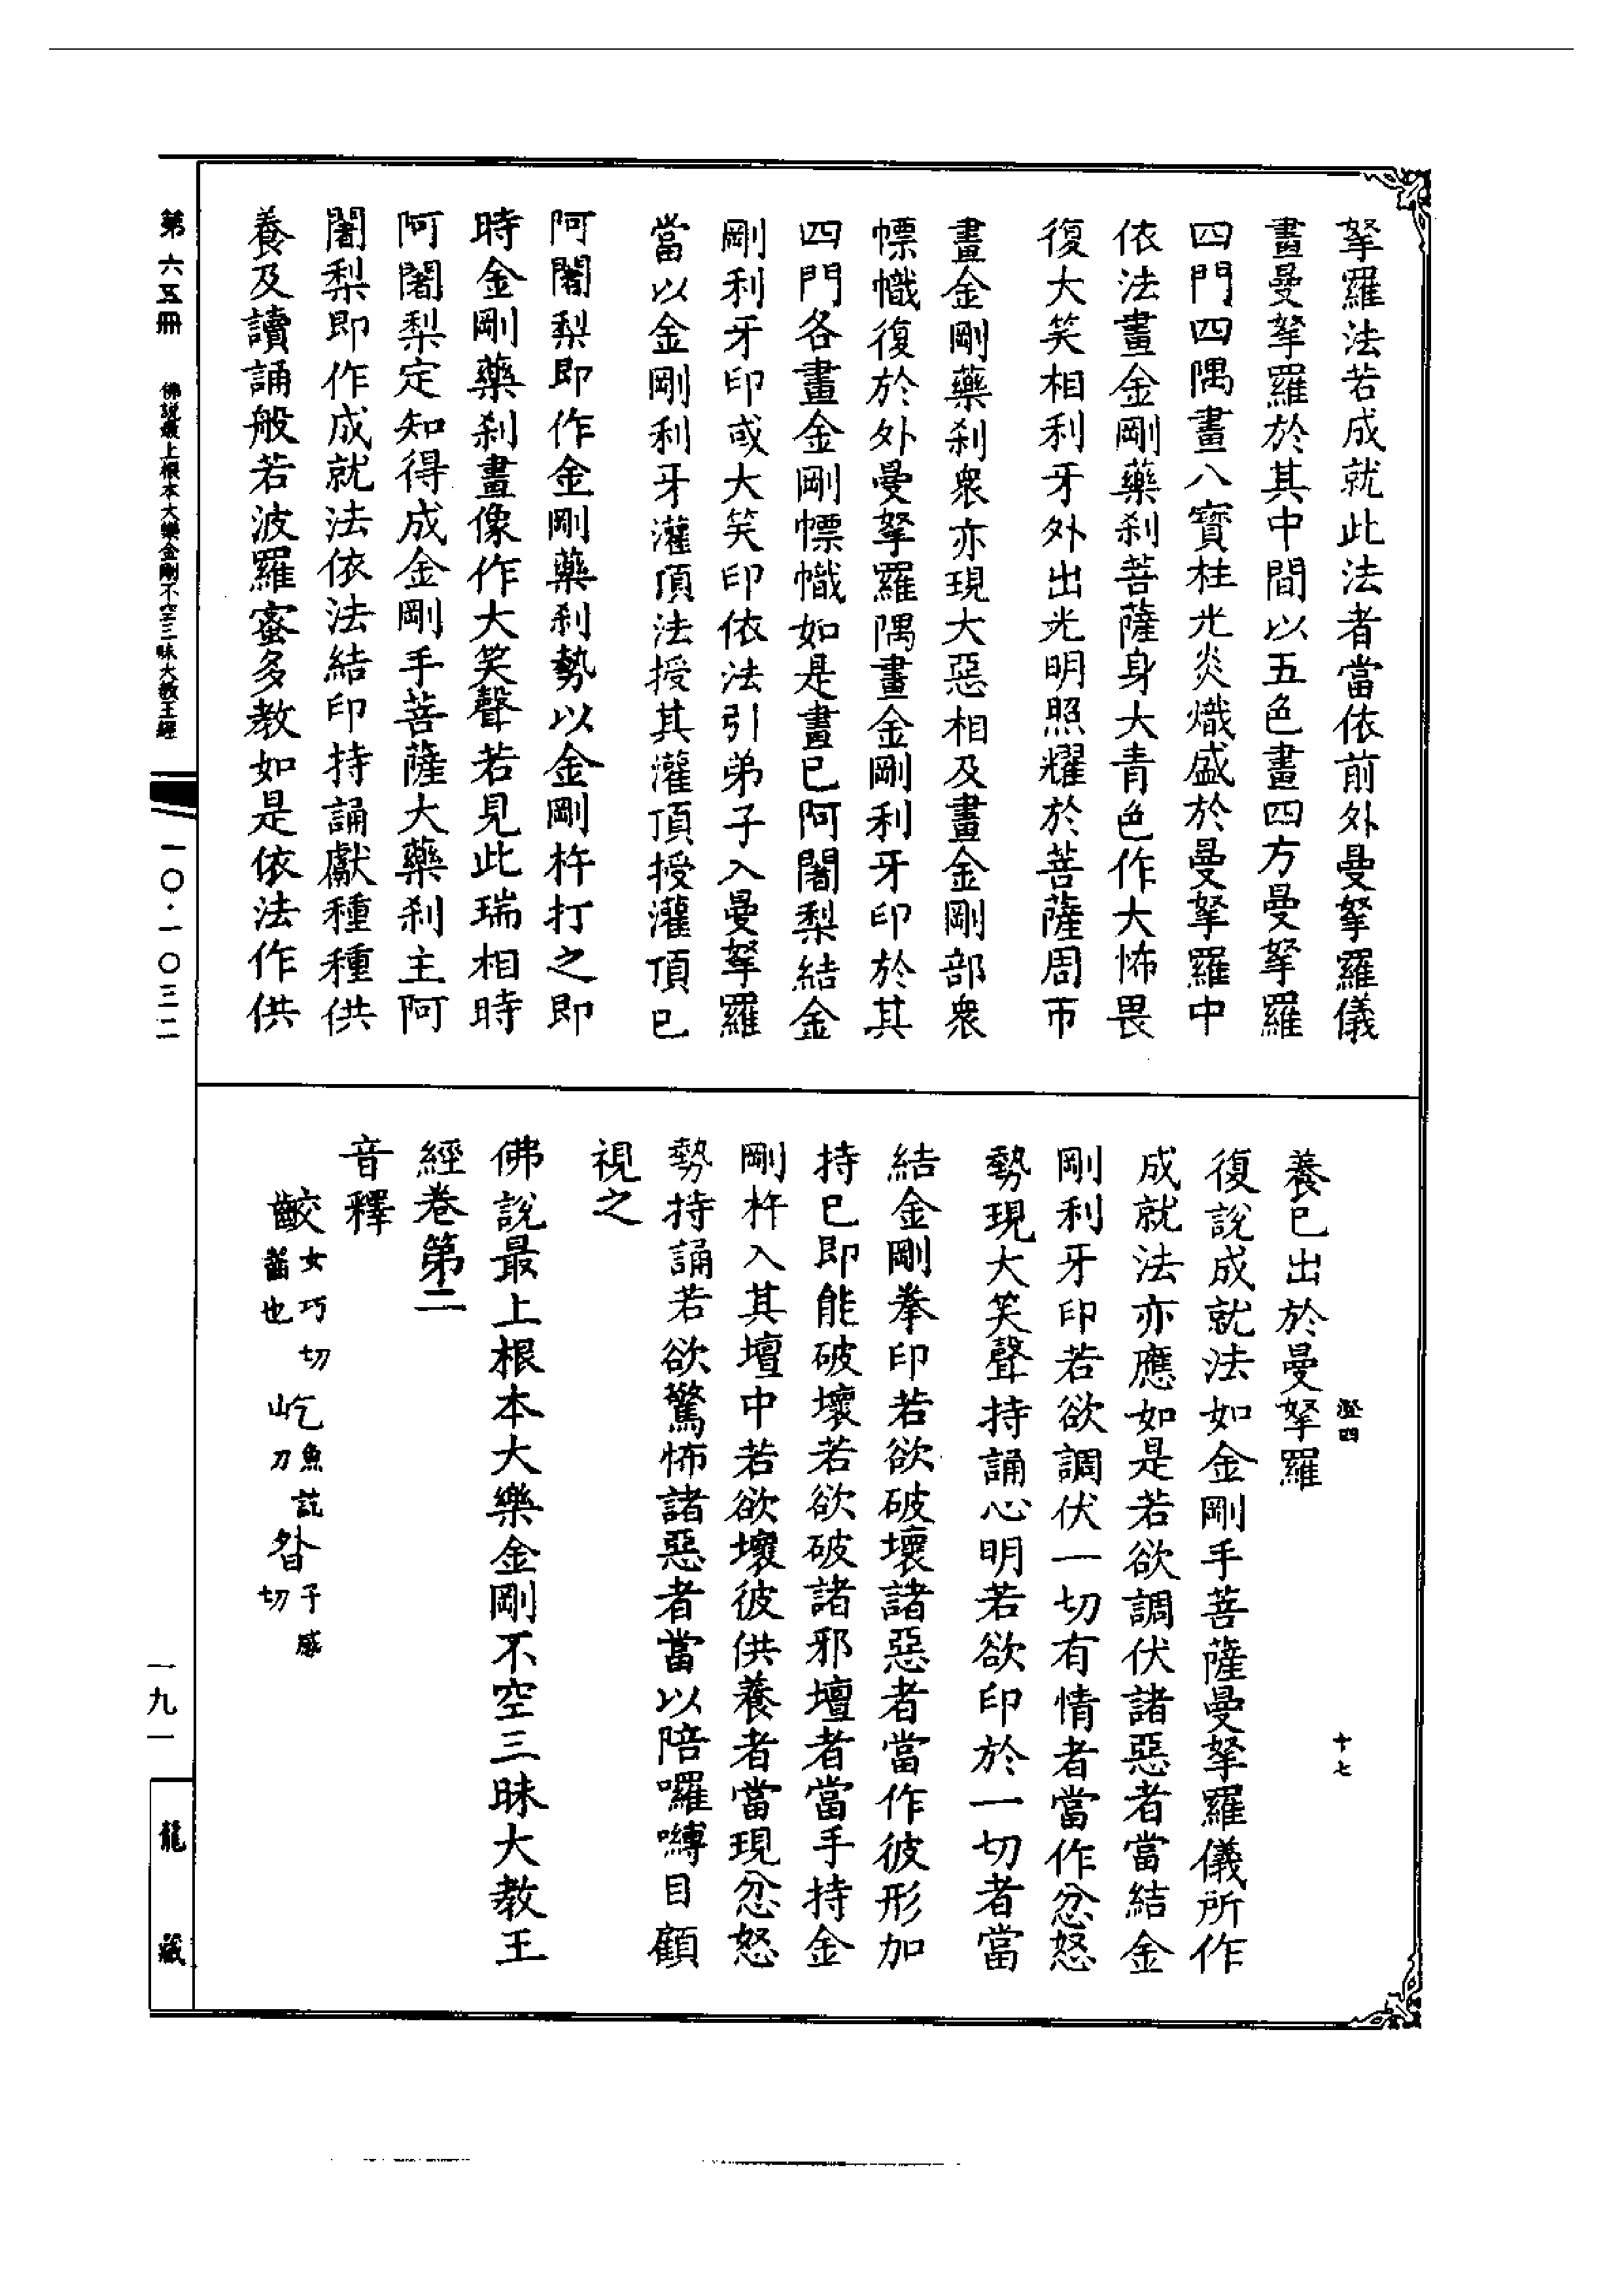 拏羅法若成就此法者當依前外曼拏羅儀
畫曼拏羅於其中間以五色畫四方曼拏羅
四門四隅畫八寶柱光炎熾盛於曼拏羅中
依法畫金剛藥刹菩薩身大青色作大怖畏
復大笑相利牙外出光明照耀於菩薩周帀
畫金剛藥刹衆亦現大惡相及畫金剛部衆
幖幟復於外曼拏羅隅畫金剛利牙印於其
四門各畫金剛幖幟如是畫已阿闍梨結金
剛利牙印或大笑印依法引弟子入曼拏羅
當以金剛利牙灌頂法授其灌頂授灌頂已
阿闍梨即作金剛藥刹勢以金剛杵打之即
時金剛藥刹畫像作大笑聲若見此瑞相時
阿闍梨定知得成金剛手菩薩大藥刹主阿
闍梨即作成就法依法結印持誦獻種種供
養及讀誦般若波羅蜜多教如是依法作供
養已出於曼拏羅
復說成就法如金剛手菩薩曼拏羅儀所作
成就法亦應如是若欲調伏諸惡者當結金
剛利牙印若欲調伏一切有情者當作忿怒
勢現大笑聲持誦心明若欲印於一切者當
結金剛拳印若欲破壞諸惡者當作彼形加
持已即能破壞若欲破諸邪壇者當手持金
剛杵入其壇中若欲壞彼供養者當現忿怒
勢持誦若欲驚怖諸惡者當以陪囉嚩目顧
視之
佛說最上根本大樂金剛不空三昧大教王
經卷第二
音釋
齩女巧切齧也 屹魚訖切 昝子感切
澄四
十七
第六五冊 佛說最上根本大樂金剛不空三昧大教王經
一〇·一〇三二
一九一
龍藏